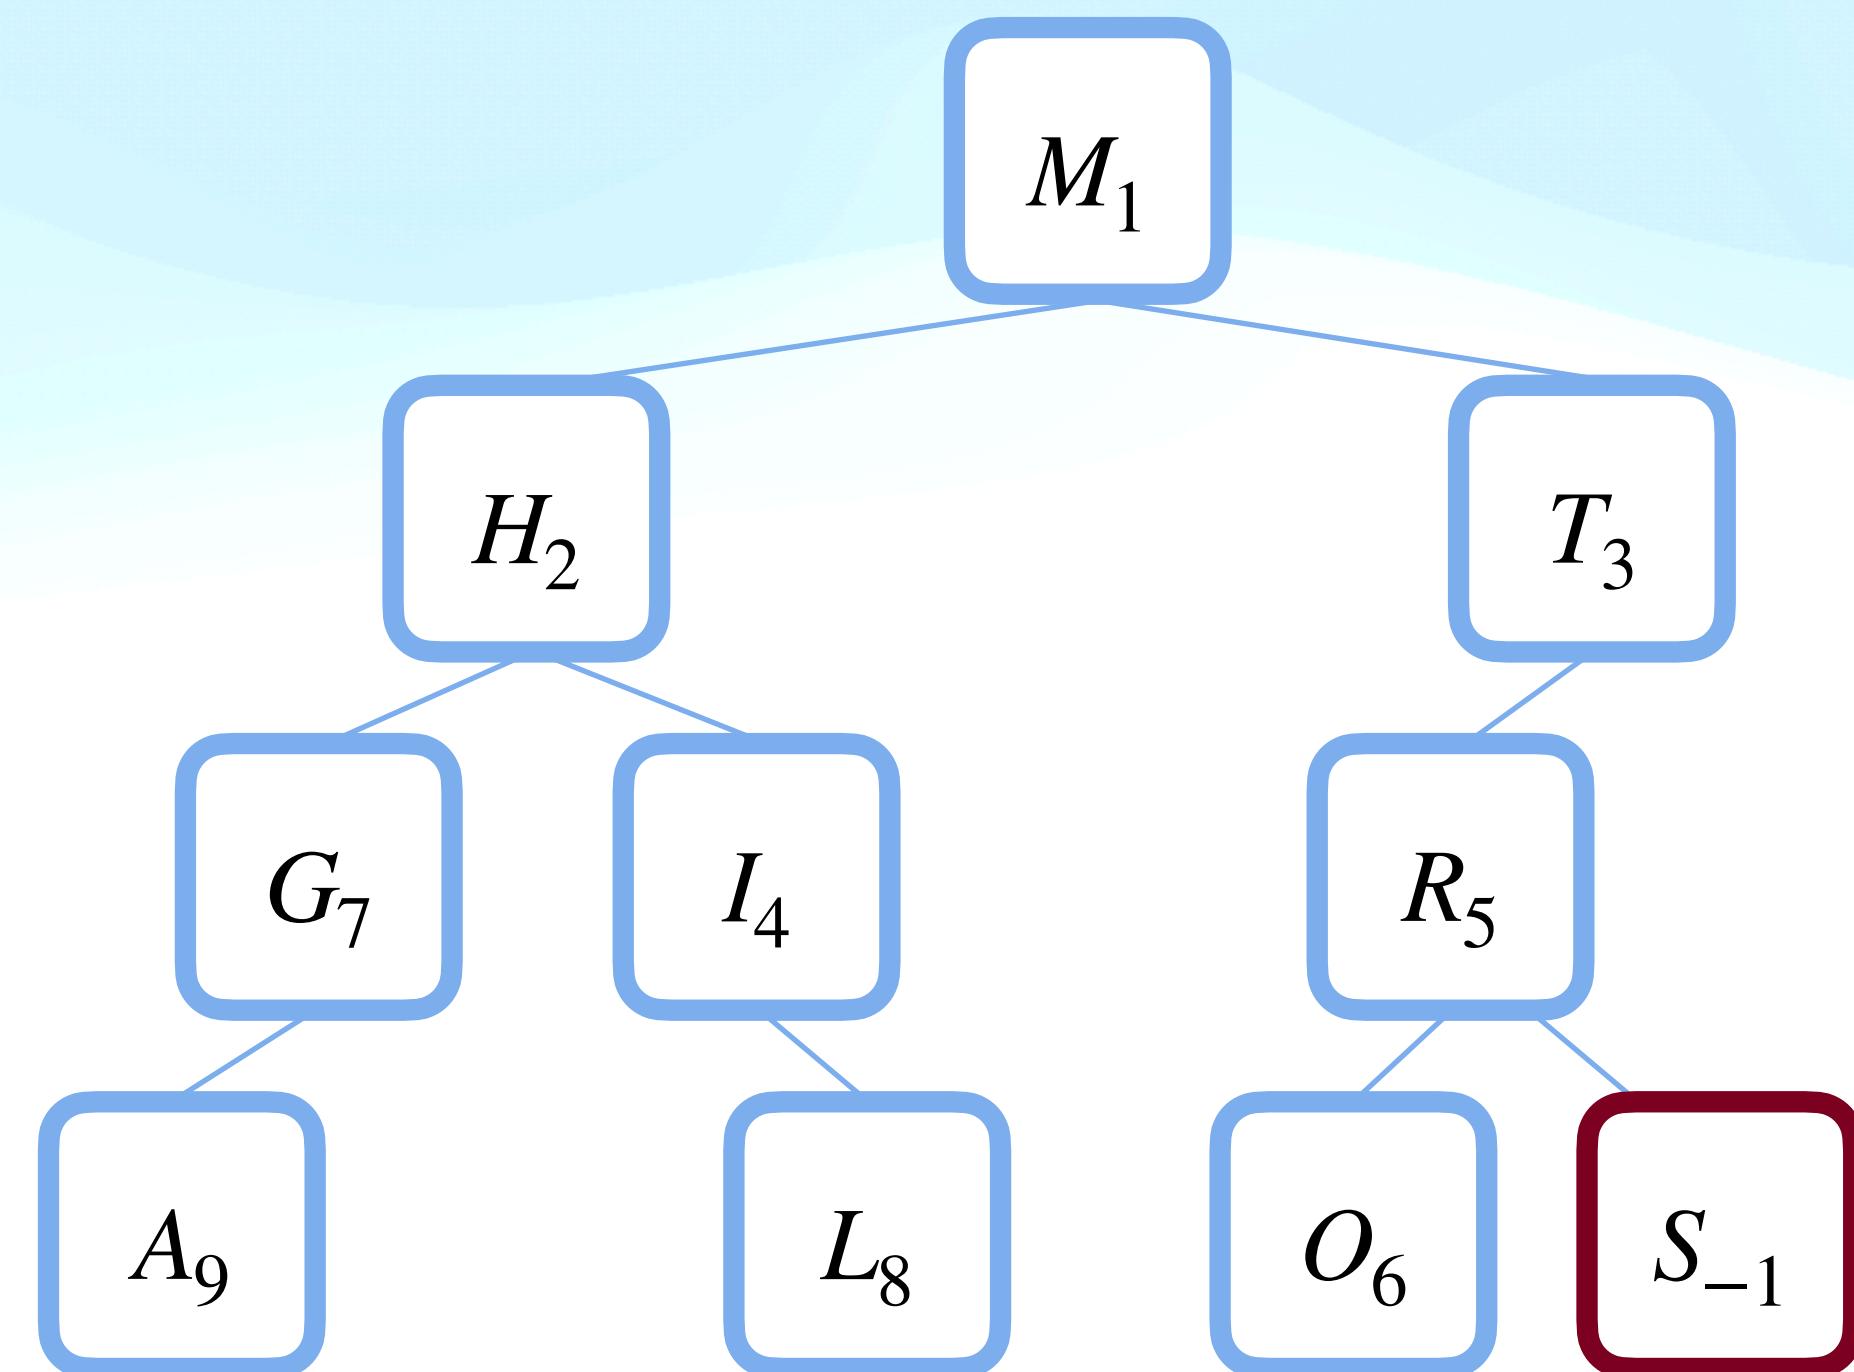 M₁
H₂
T₃
G₇
I₄
R₅
A₉
L₈
O₆
S₋₁